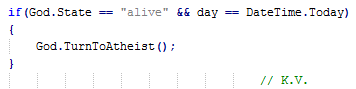 if(God.State == "alive" && day == DateTime.Today)
{
God.TurnToAtheist();
}
// K.V.